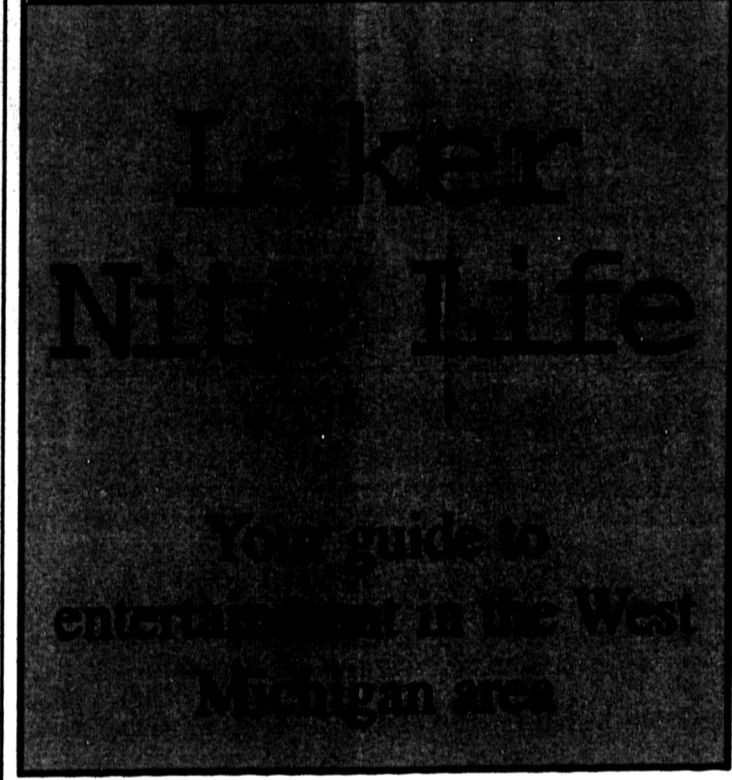 Laker
Nite Life
Your guide to
entertainment in the West
Michigan area